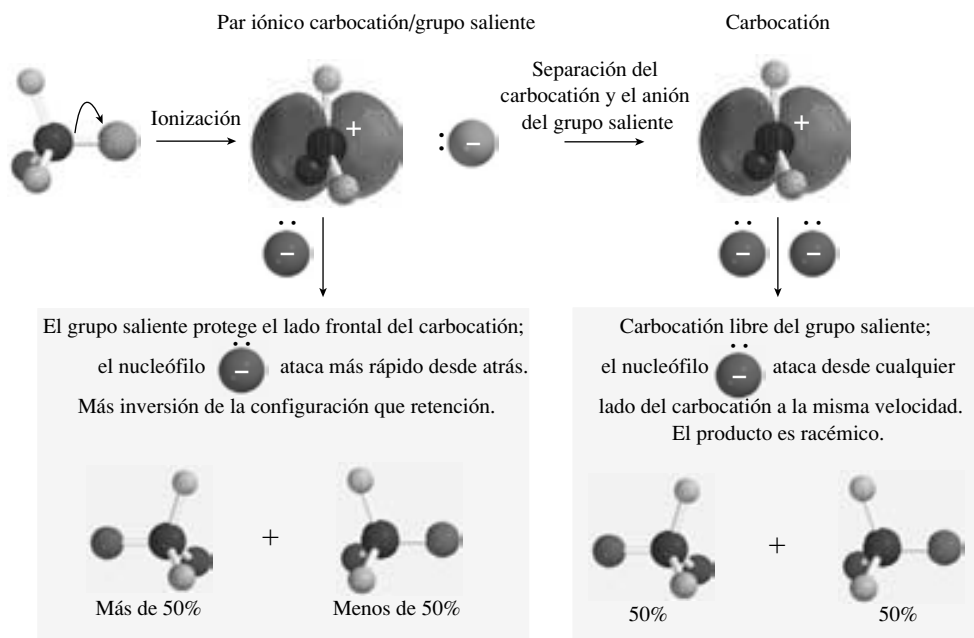 Par iónico carbocatión/grupo saliente
Carbocatión
Ionización
Separación del
carbocatión y el anión
del grupo saliente
+
:
−
+
−
− −
El grupo saliente protege el lado frontal del carbocatión;
el nucleófilo − ataca más rápido desde atrás.
Más inversión de la configuración que retención.
+
Más de 50%
Menos de 50%
Carbocatión libre del grupo saliente;
el nucleófilo − ataca desde cualquier
lado del carbocatión a la misma velocidad.
El producto es racémico.
+
50%
50%